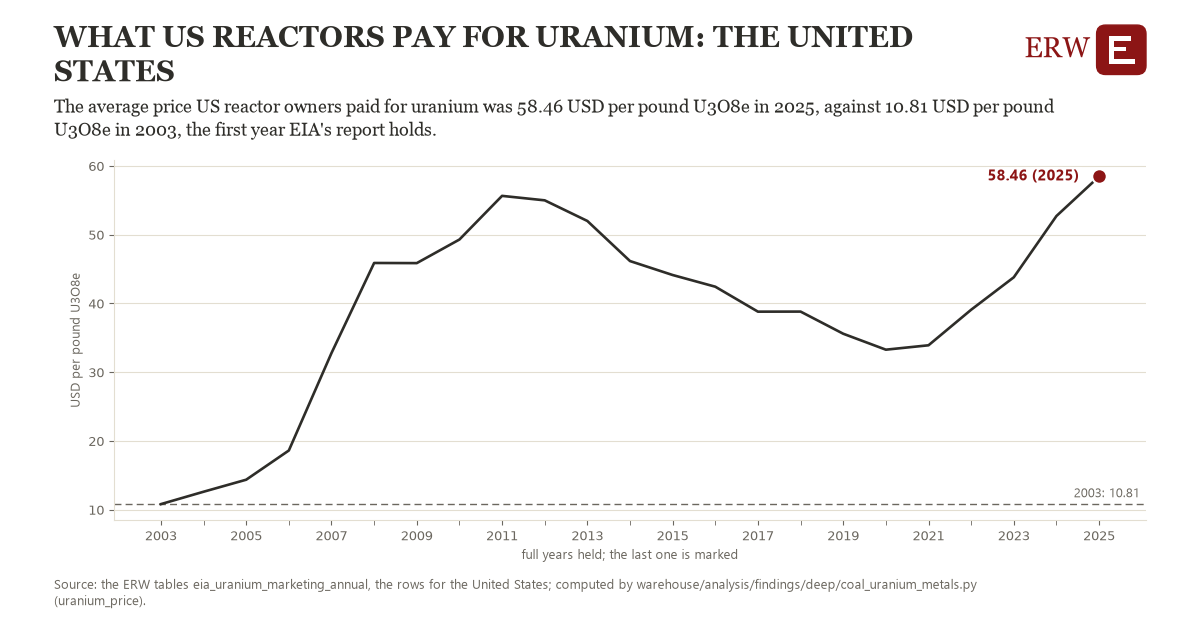 WHAT US REACTORS PAY FOR URANIUM: THE UNITED
STATES
ERW E
The average price US reactor owners paid for uranium was 58.46 USD per pound U3O8e in 2025, against 10.81 USD per pound
U3O8e in 2003, the first year EIA's report holds.
60
50
40
30
20
10
USD per pound U3O8e
58.46 (2025)
2003: 10.81
2003 2005 2007 2009 2011 2013 2015 2017 2019 2021 2023 2025
full years held; the last one is marked
Source: the ERW tables eia_uranium_marketing_annual, the rows for the United States; computed by warehouse/analysis/findings/deep/coal_uranium_metals.py
(uranium_price).